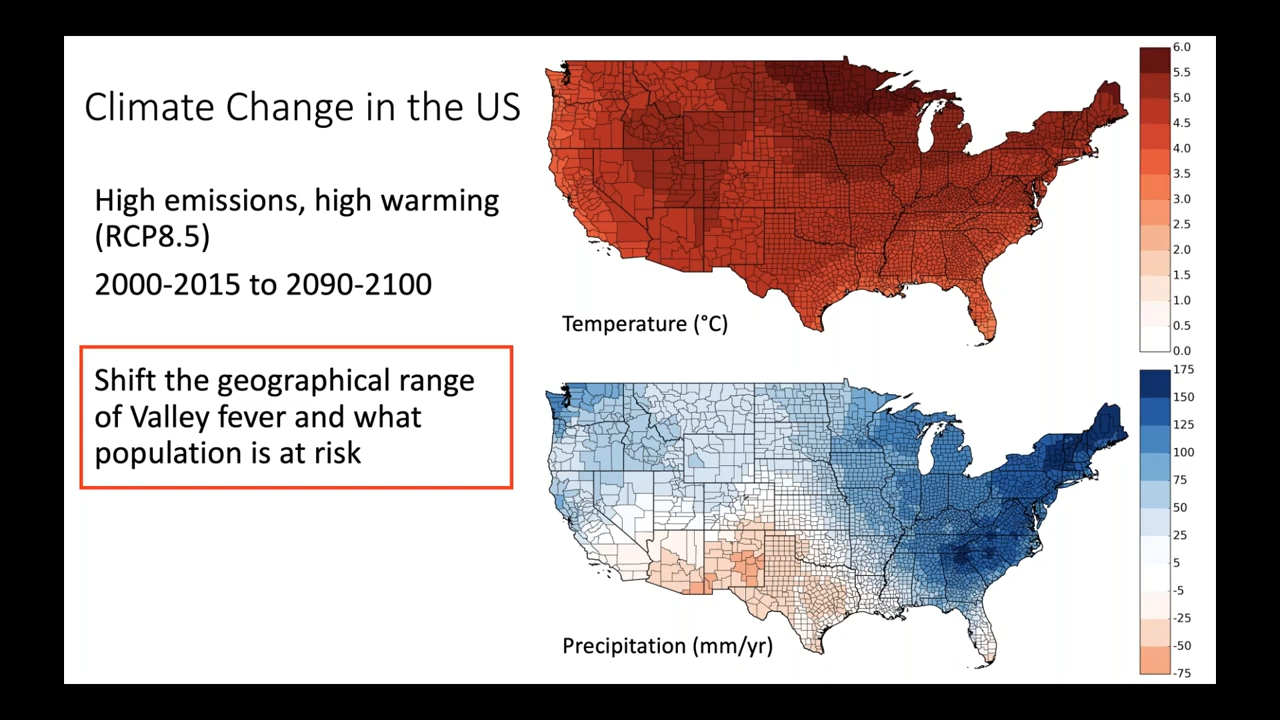 Climate Change in the US
High emissions, high warming
(RCP8.5)
2000-2015 to 2090-2100
Shift the geographical range
of Valley fever and what
population is at risk
Temperature (°C)
6.0
5.5
5.0
4.5
4.0
3.5
3.0
2.5
2.0
1.5
1.0
0.5
0.0
Precipitation (mm/yr)
175
150
125
100
75
50
25
5
-5
-25
-50
-75